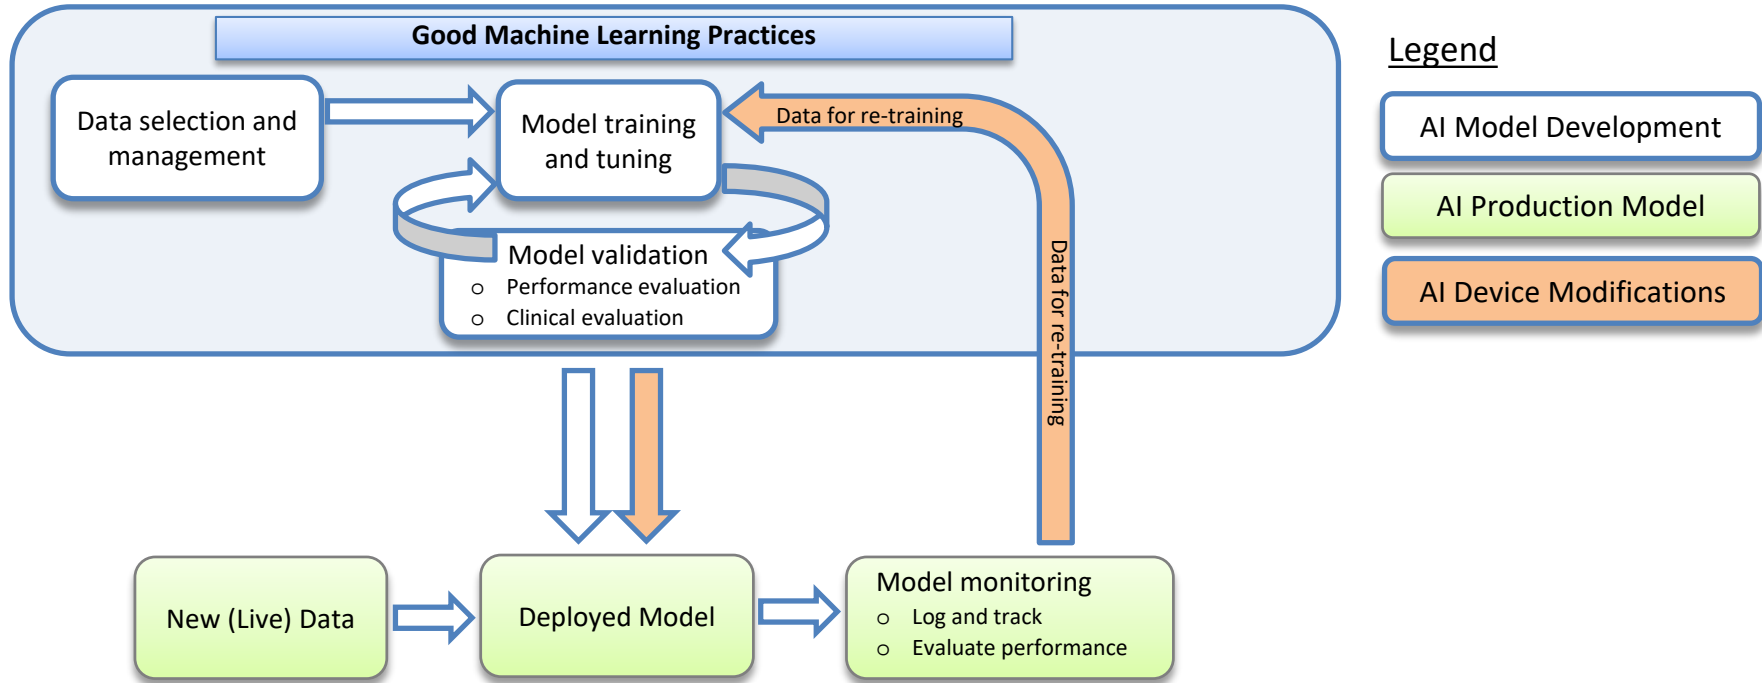 Good Machine Learning Practices
Legend
Data selection and
management
Model training
and tuning
Data for re-training
AI Model Development
AI Production Model
AI Device Modifications
Model validation
o Performance evaluation
o Clinical evaluation
Data for re-training
New (Live) Data
Deployed Model
Model monitoring
o Log and track
o Evaluate performance